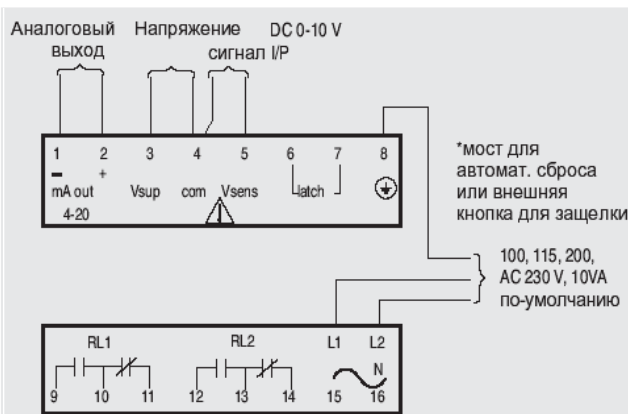 Аналоговый выход
Напряжение DC 0-10 V
сигнал I/P
1 2 3 4 5 6 7 8
− +
mA out Vsup com Vsens latch
4-20
*мост для
автомат. сброса
или внешняя
кнопка для защелки
100, 115, 200,
AC 230 V, 10VA
по-умолчанию
RL1 RL2 L1 L2
N
9 10 11 12 13 14 15 16